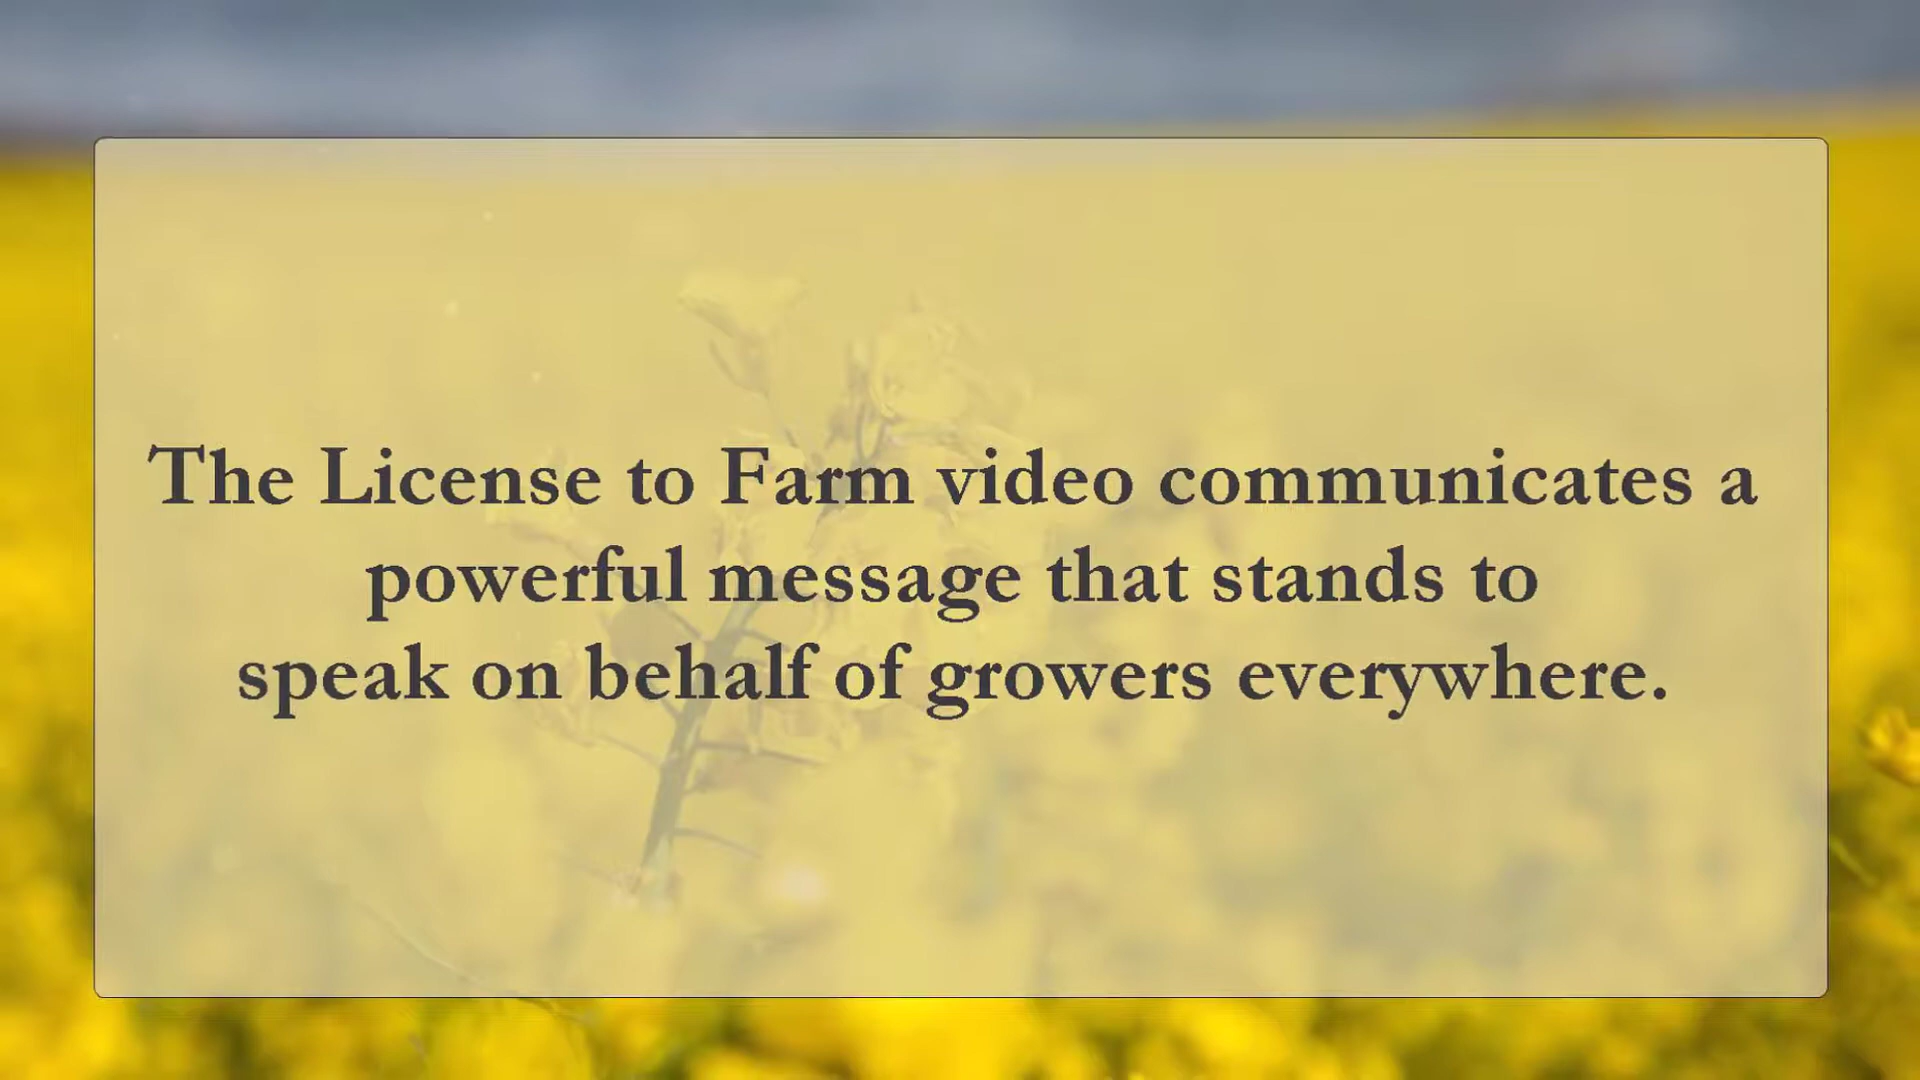 The License to Farm video communicates a
powerful message that stands to
speak on behalf of growers everywhere.